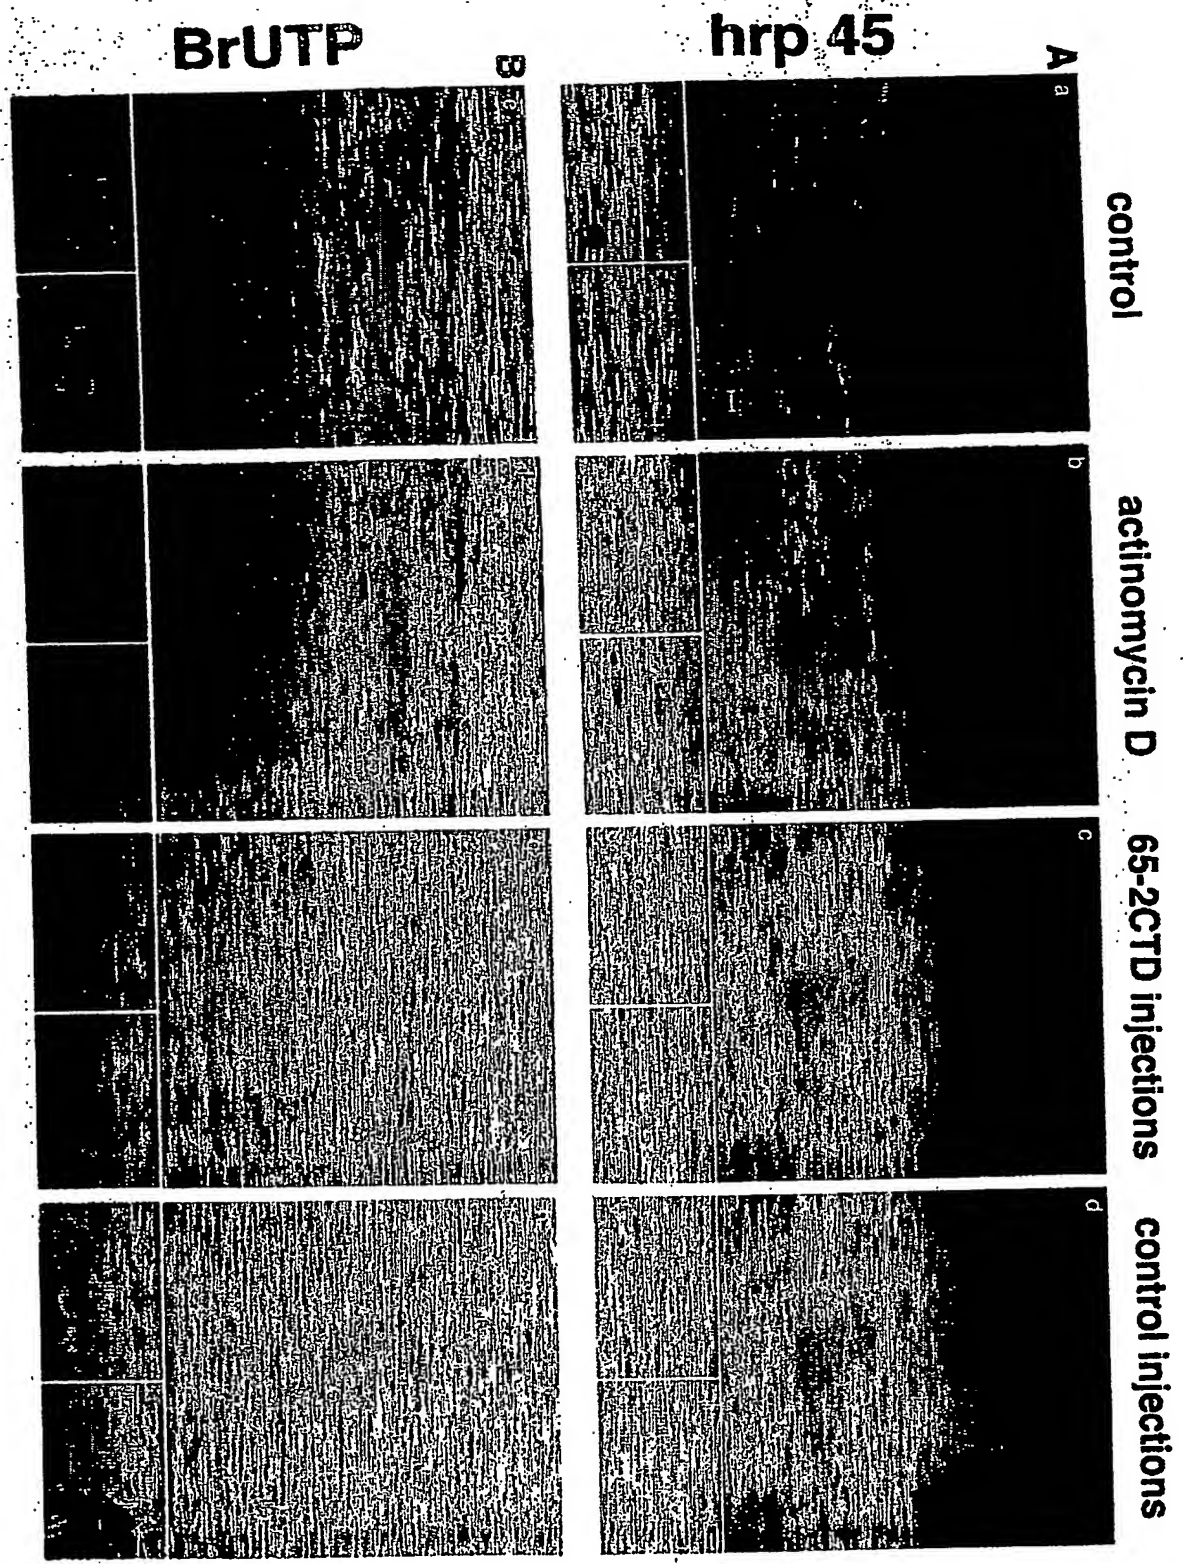 control
actinomycin D
65-2CTD injections
control injections
A
hrp 45
a
b
c
d
B
BrUTP